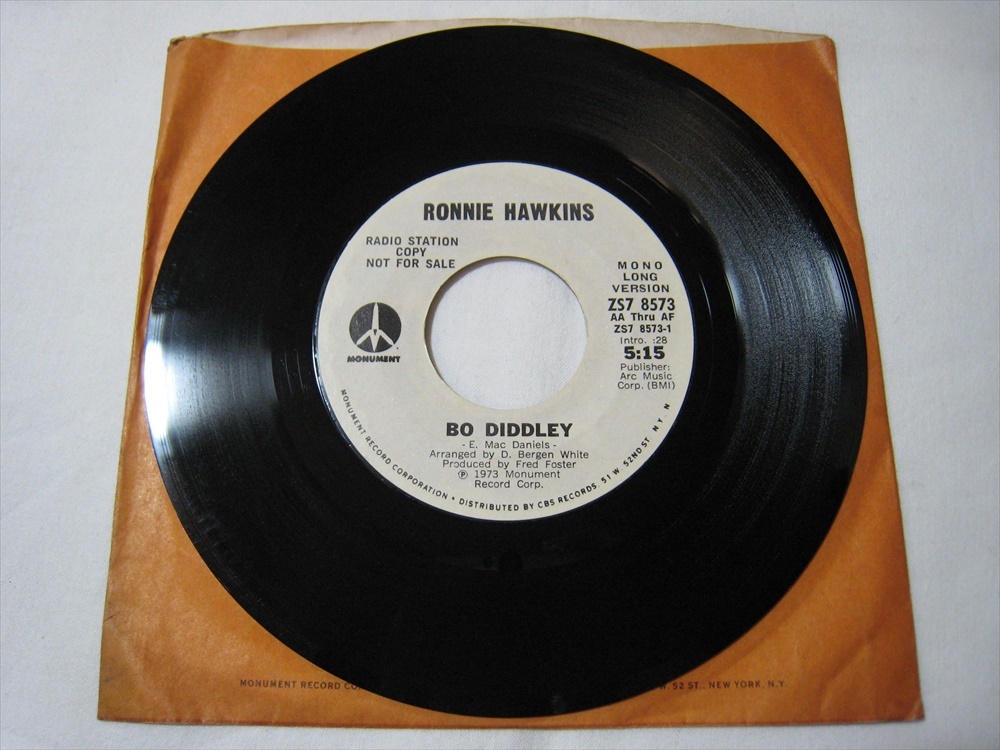 RONNIE HAWKINS
RADIO STATION
COPY
NOT FOR SALE
MONO
LONG
VERSION
ZS7 8573
AA Thru AF
ZS7 8573-1
Intro. :28
5:15
Publisher:
Arc Music
Corp. (BMI)
MONUMENT
BO DIDDLEY
- E. Mac Daniels -
Arranged by D. Bergen White
Produced by Fred Foster
℗ 1973 Monument
Record Corp.
MONUMENT RECORD CORPORATION • DISTRIBUTED BY CBS RECORDS, 51 W. 52ND ST. N.Y. N
MONUMENT RECORD CO
W. 52 ST., NEW YORK, N.Y.